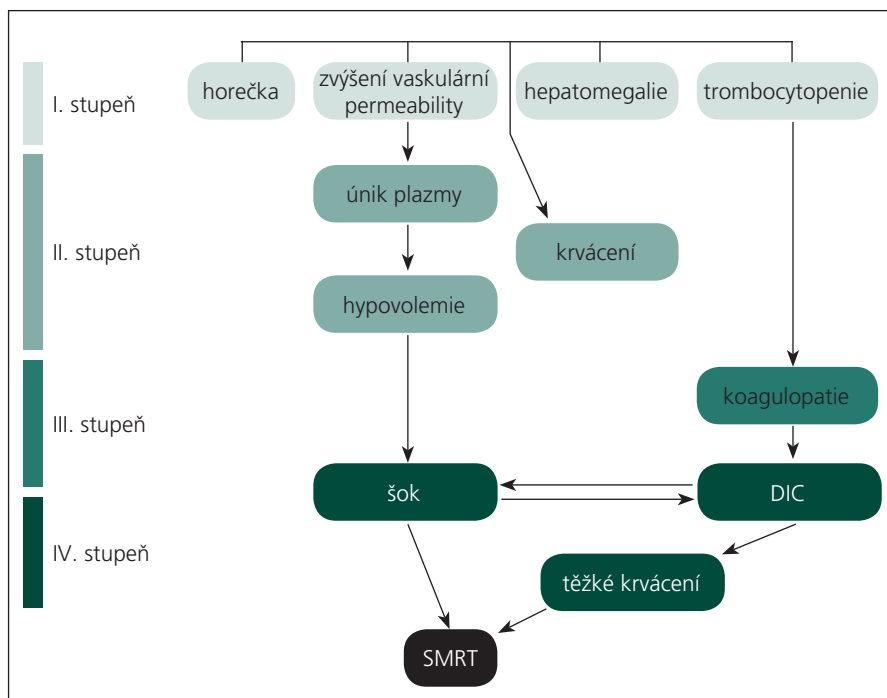 horečka
zvýšení vaskulární
permeability
hepatomegalie
trombocytopenie
I. stupeň
únik plazmy
krvácení
II. stupeň
hypovolemie
koagulopatie
III. stupeň
šok
DIC
IV. stupeň
těžké krvácení
SMRT